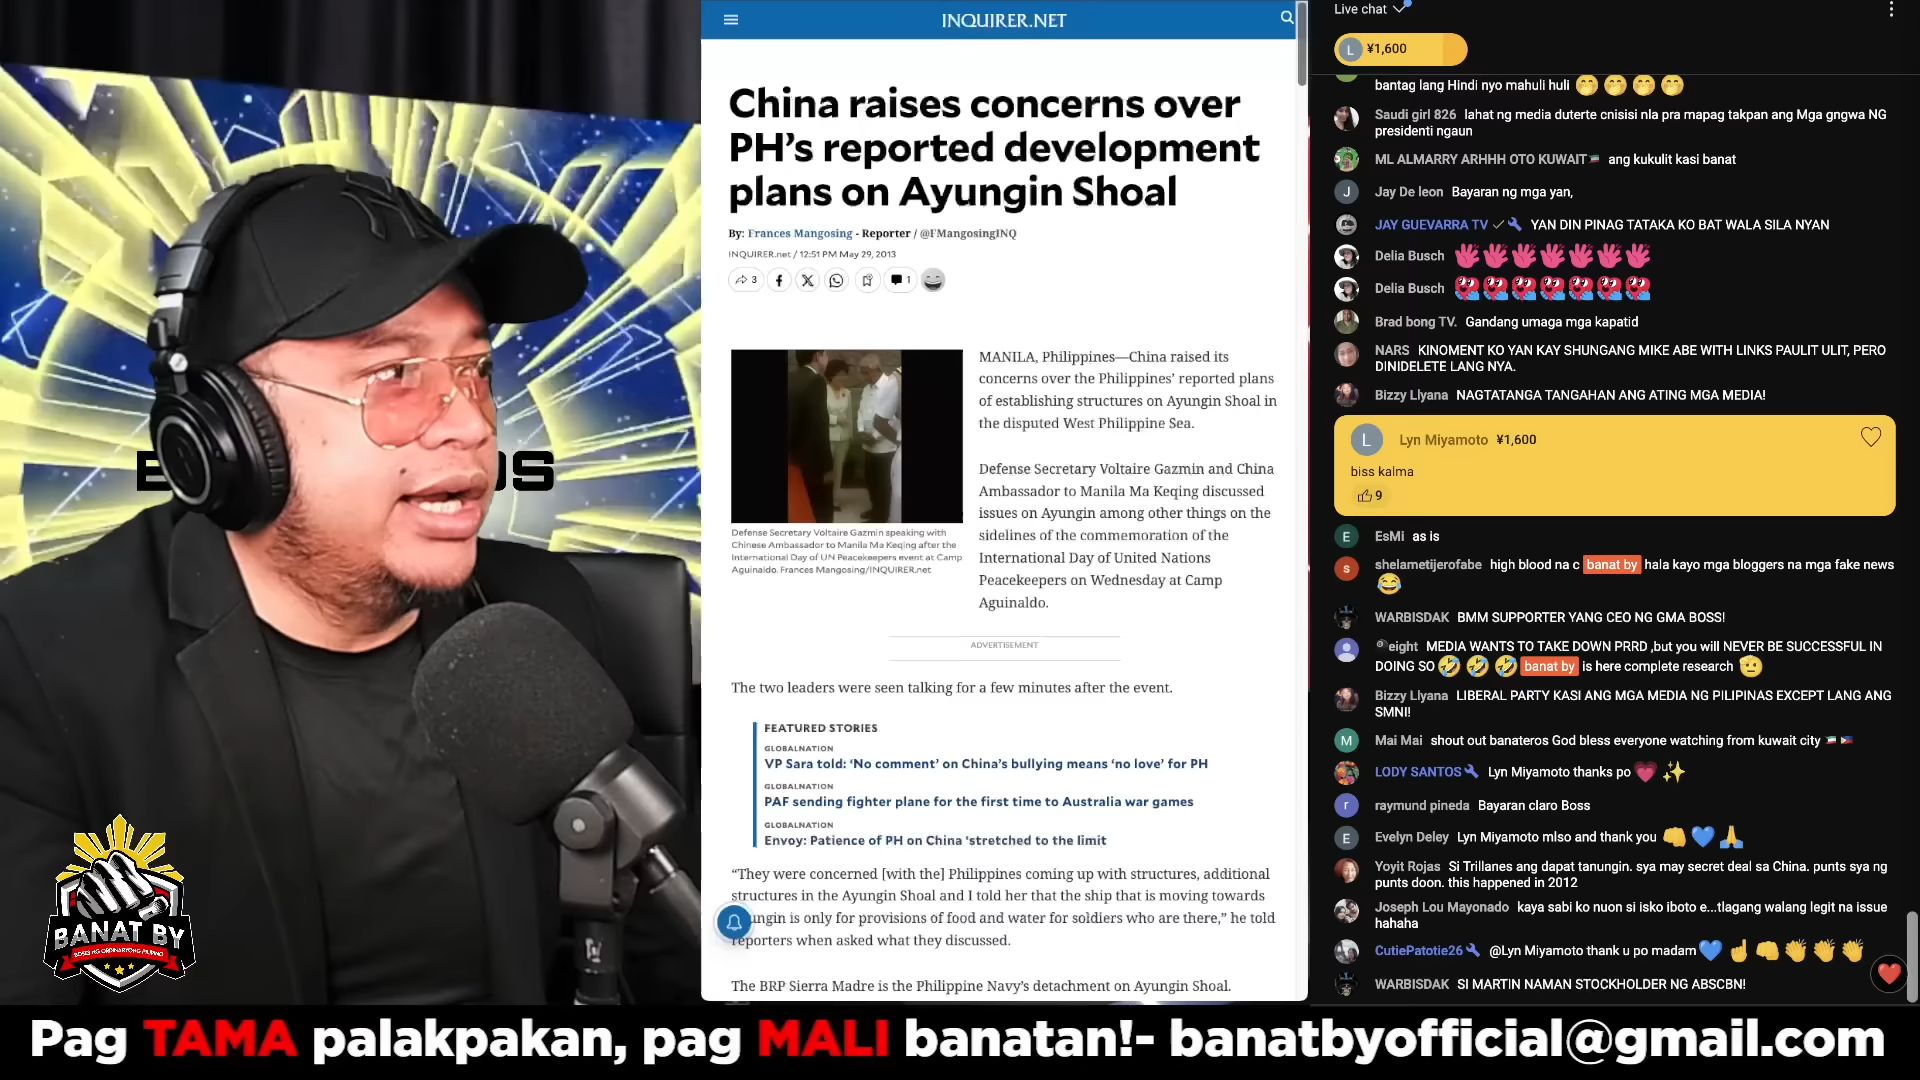 INQUIRER.NET
China raises concerns over
PH’s reported development
plans on Ayungin Shoal
By: Frances Mangosing - Reporter / @FMangosingINQ
INQUIRER.net / 12:51 PM May 29, 2013
3
1
Defense Secretary Voltaire Gazmin speaking with
Chinese Ambassador to Manila Ma Keqing after the
International Day of UN Peacekeepers event at Camp
Aguinaldo. Frances Mangosing/INQUIRER.net
MANILA, Philippines—China raised its
concerns over the Philippines’ reported plans
of establishing structures on Ayungin Shoal in
the disputed West Philippine Sea.
Defense Secretary Voltaire Gazmin and China
Ambassador to Manila Ma Keqing discussed
issues on Ayungin among other things on the
sidelines of the commemoration of the
International Day of United Nations
Peacekeepers on Wednesday at Camp
Aguinaldo.
ADVERTISEMENT
The two leaders were seen talking for a few minutes after the event.
FEATURED STORIES
GLOBALNATION
VP Sara told: ‘No comment’ on China’s bullying means ‘no love’ for PH
GLOBALNATION
PAF sending fighter plane for the first time to Australia war games
GLOBALNATION
Envoy: Patience of PH on China ‘stretched to the limit
“They were concerned [with the] Philippines coming up with structures, additional
structures in the Ayungin Shoal and I told her that the ship that is moving towards
ungin is only for provisions of food and water for soldiers who are there,” he told
reporters when asked what they discussed.
The BRP Sierra Madre is the Philippine Navy’s detachment on Ayungin Shoal.
Live chat
L ¥1,600
bantag lang Hindi nyo mahuli huli 🤭🤭🤭🤭
Saudi girl 826 lahat ng media duterte cnisisi nla pra mapag takpan ang Mga gngwa NG
presidenti ngaun
ML ALMARRY ARHHH OTO KUWAIT🇰🇼 ang kukulit kasi banat
J Jay De leon Bayaran ng mga yan,
JAY GUEVARRA TV YAN DIN PINAG TATAKA KO BAT WALA SILA NYAN
Delia Busch
Delia Busch
Brad bong TV. Gandang umaga mga kapatid
NARS KINOMENT KO YAN KAY SHUNGANG MIKE ABE WITH LINKS PAULIT ULIT, PERO
DINIDELETE LANG NYA.
Bizzy Llyana NAGTATANGA TANGAHAN ANG ATING MGA MEDIA!
L Lyn Miyamoto ¥1,600
biss kalma
9
E EsMi as is
s shelametijerofabe high blood na c banat by hala kayo mga bloggers na mga fake news
😂
WARBISDAK BMM SUPPORTER YANG CEO NG GMA BOSS!
eight MEDIA WANTS TO TAKE DOWN PRRD ,but you will NEVER BE SUCCESSFUL IN
DOING SO 🤣🤣🤣 banat by is here complete research 🫡
Bizzy Llyana LIBERAL PARTY KASI ANG MGA MEDIA NG PILIPINAS EXCEPT LANG ANG
SMNI!
M Mai Mai shout out banateros God bless everyone watching from kuwait city 🇰🇼 🇵🇭
LODY SANTOS Lyn Miyamoto thanks po 💗✨
r raymund pineda Bayaran claro Boss
E Evelyn Deley Lyn Miyamoto mlso and thank you 👊💙🙏
Yoyit Rojas Si Trillanes ang dapat tanungin. sya may secret deal sa China. punts sya ng
punts doon. this happened in 2012
Joseph Lou Mayonado kaya sabi ko nuon si isko iboto e...tlagang walang legit na issue
hahaha
CutiePatotie26 @Lyn Miyamoto thank u po madam💙☝👊👏👏👏
WARBISDAK SI MARTIN NAMAN STOCKHOLDER NG ABSCBN!
BANAT BY
BOSES NG ORDINARYONG PILIPINO
Pag TAMA palakpakan, pag MALI banatan!- banatbyofficial@gmail.com